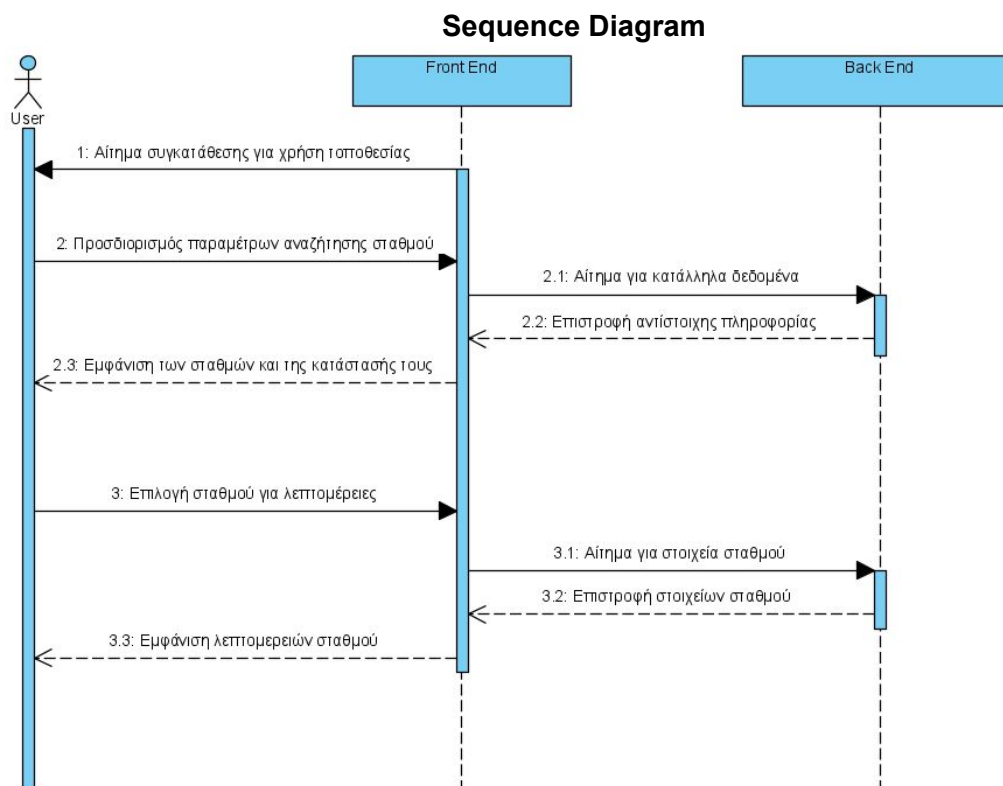 Sequence Diagram
Front End
Back End
User
1: Αίτημα συγκατάθεσης για χρήση τοποθεσίας
2: Προσδιορισμός παραμέτρων αναζήτησης σταθμού
2.1: Αίτημα για κατάλληλα δεδομένα
2.2: Επιστροφή αντίστοιχης πληροφορίας
2.3: Εμφάνιση των σταθμών και της κατάστασής τους
3: Επιλογή σταθμού για λεπτομέρειες
3.1: Αίτημα για στοιχεία σταθμού
3.2: Επιστροφή στοιχείων σταθμού
3.3: Εμφάνιση λεπτομερειών σταθμού